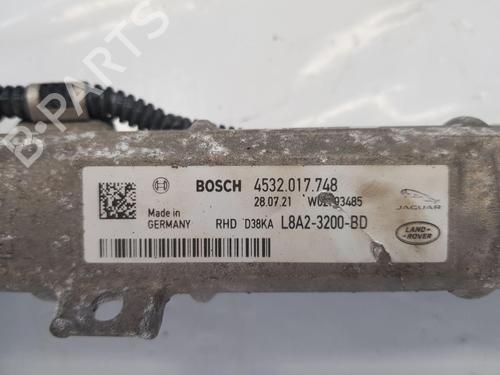 BOSCH 4532.017.748
28.07.21
Made in
GERMANY
RHD D38KA L8A2-3200-BD
JAGUAR
LAND-
ROVER
B-PARTS